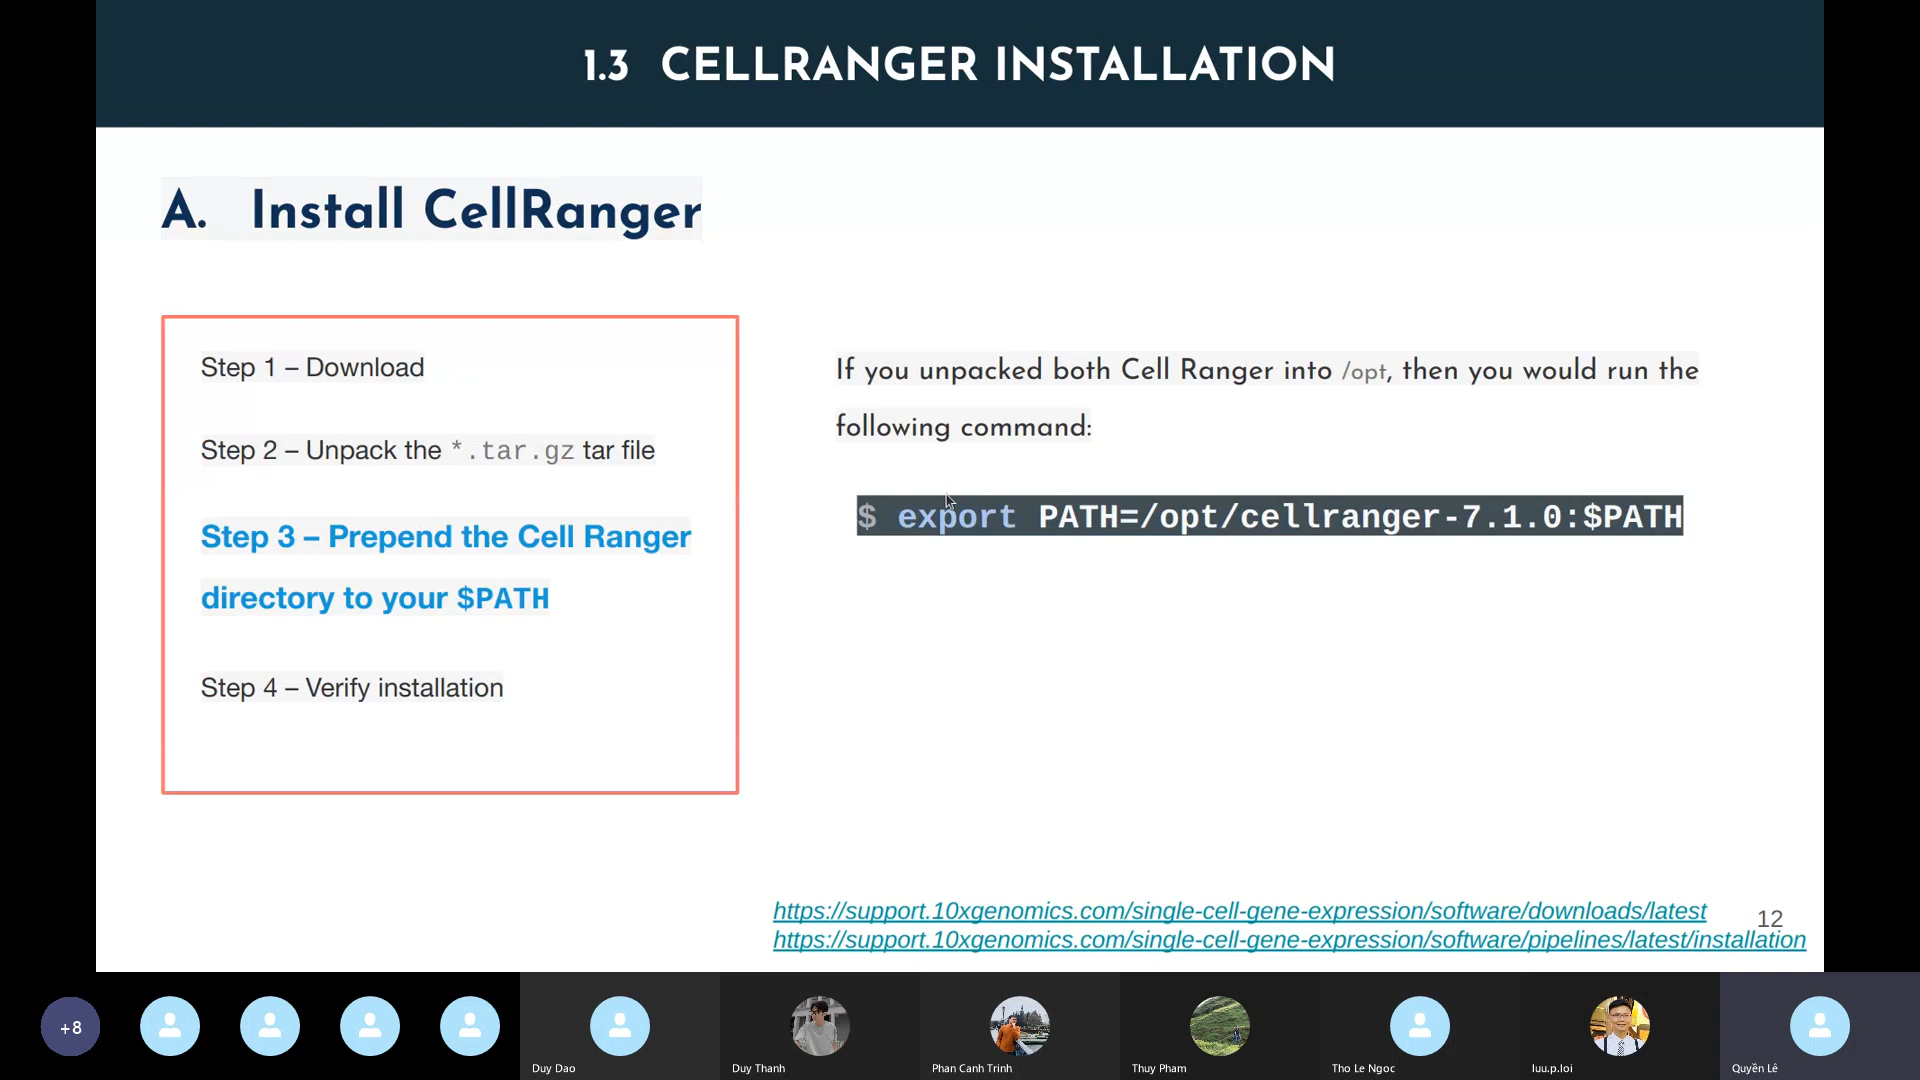 1.3 CELLRANGER INSTALLATION
A. Install CellRanger
Step 1 – Download
Step 2 – Unpack the *.tar.gz tar file
Step 3 – Prepend the Cell Ranger
directory to your $PATH
Step 4 – Verify installation
If you unpacked both Cell Ranger into /opt, then you would run the
following command:
$ export PATH=/opt/cellranger-7.1.0:$PATH
https://support.10xgenomics.com/single-cell-gene-expression/software/downloads/latest
https://support.10xgenomics.com/single-cell-gene-expression/software/pipelines/latest/installation
12
+8
Duy Dao
Duy Thanh
Phan Canh Trinh
Thuy Pham
Tho Le Ngoc
luu.p.loi
Quyền Lê